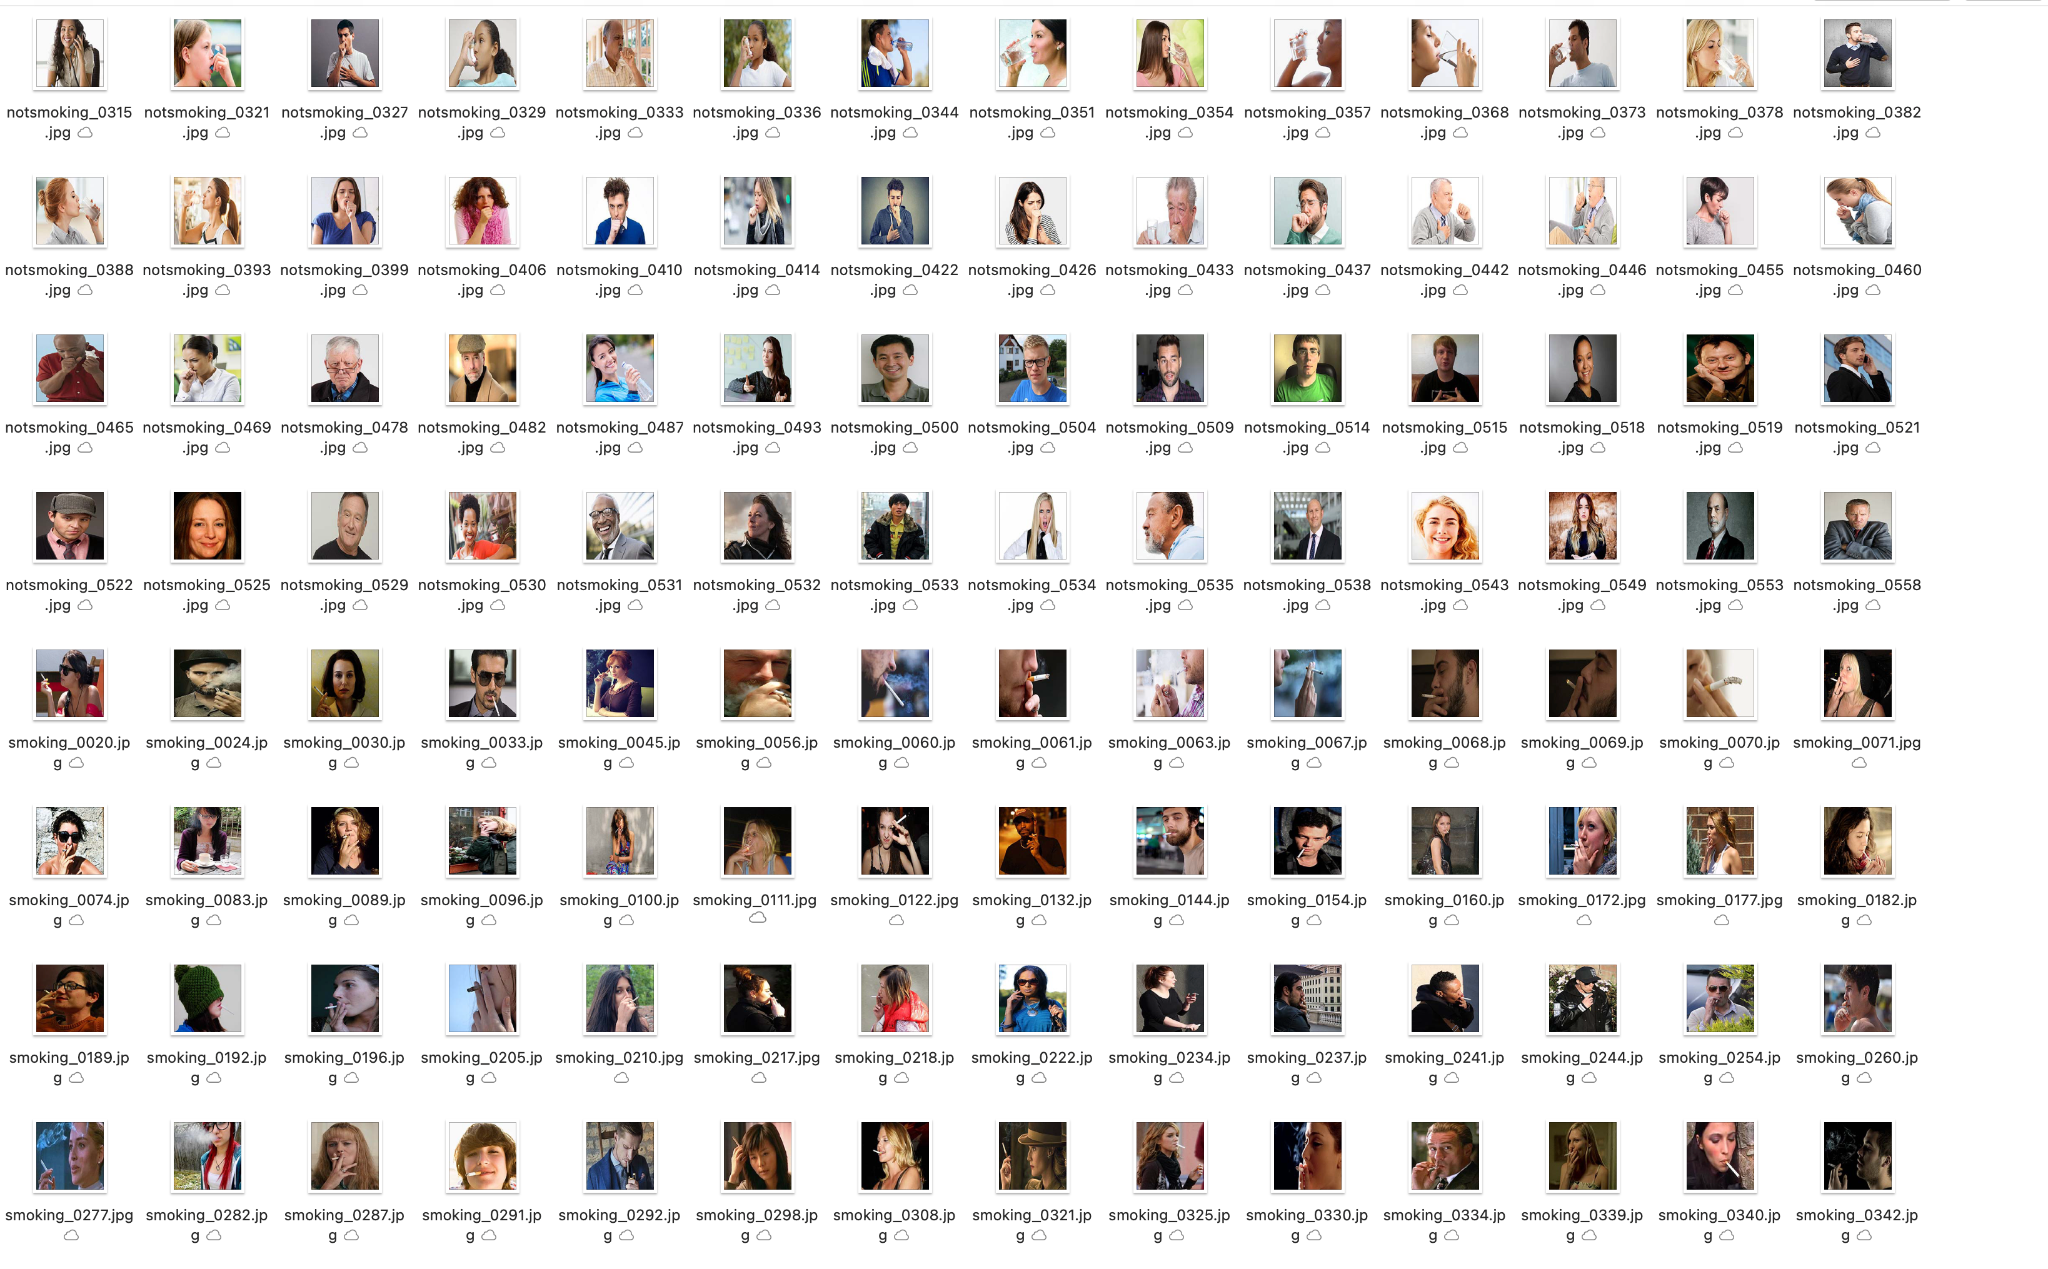 notsmoking_0315 notsmoking_0321 notsmoking_0327 notsmoking_0329 notsmoking_0333 notsmoking_0336 notsmoking_0344 notsmoking_0351 notsmoking_0354 notsmoking_0357 notsmoking_0368 notsmoking_0373 notsmoking_0378 notsmoking_0382
.jpg .jpg .jpg .jpg .jpg .jpg .jpg .jpg .jpg .jpg .jpg .jpg .jpg .jpg
notsmoking_0388 notsmoking_0393 notsmoking_0399 notsmoking_0406 notsmoking_0410 notsmoking_0414 notsmoking_0422 notsmoking_0426 notsmoking_0433 notsmoking_0437 notsmoking_0442 notsmoking_0446 notsmoking_0455 notsmoking_0460
.jpg .jpg .jpg .jpg .jpg .jpg .jpg .jpg .jpg .jpg .jpg .jpg .jpg .jpg
notsmoking_0465 notsmoking_0469 notsmoking_0478 notsmoking_0482 notsmoking_0487 notsmoking_0493 notsmoking_0500 notsmoking_0504 notsmoking_0509 notsmoking_0514 notsmoking_0515 notsmoking_0518 notsmoking_0519 notsmoking_0521
.jpg .jpg .jpg .jpg .jpg .jpg .jpg .jpg .jpg .jpg .jpg .jpg .jpg .jpg
notsmoking_0522 notsmoking_0525 notsmoking_0529 notsmoking_0530 notsmoking_0531 notsmoking_0532 notsmoking_0533 notsmoking_0534 notsmoking_0535 notsmoking_0538 notsmoking_0543 notsmoking_0549 notsmoking_0553 notsmoking_0558
.jpg .jpg .jpg .jpg .jpg .jpg .jpg .jpg .jpg .jpg .jpg .jpg .jpg .jpg
smoking_0020.jp smoking_0024.jp smoking_0030.jp smoking_0033.jp smoking_0045.jp smoking_0056.jp smoking_0060.jp smoking_0061.jp smoking_0063.jp smoking_0067.jp smoking_0068.jp smoking_0069.jp smoking_0070.jp smoking_0071.jpg
g g g g g g g g g g g g g
smoking_0074.jp smoking_0083.jp smoking_0089.jp smoking_0096.jp smoking_0100.jp smoking_0111.jpg smoking_0122.jpg smoking_0132.jp smoking_0144.jp smoking_0154.jp smoking_0160.jp smoking_0172.jpg smoking_0177.jpg smoking_0182.jp
g g g g g g g g g g
smoking_0189.jp smoking_0192.jp smoking_0196.jp smoking_0205.jp smoking_0210.jpg smoking_0217.jpg smoking_0218.jp smoking_0222.jp smoking_0234.jp smoking_0237.jp smoking_0241.jp smoking_0244.jp smoking_0254.jp smoking_0260.jp
g g g g g g g g g g g g
smoking_0277.jpg smoking_0282.jp smoking_0287.jp smoking_0291.jp smoking_0292.jp smoking_0298.jp smoking_0308.jp smoking_0321.jp smoking_0325.jp smoking_0330.jp smoking_0334.jp smoking_0339.jp smoking_0340.jp smoking_0342.jp
g g g g g g g g g g g g g